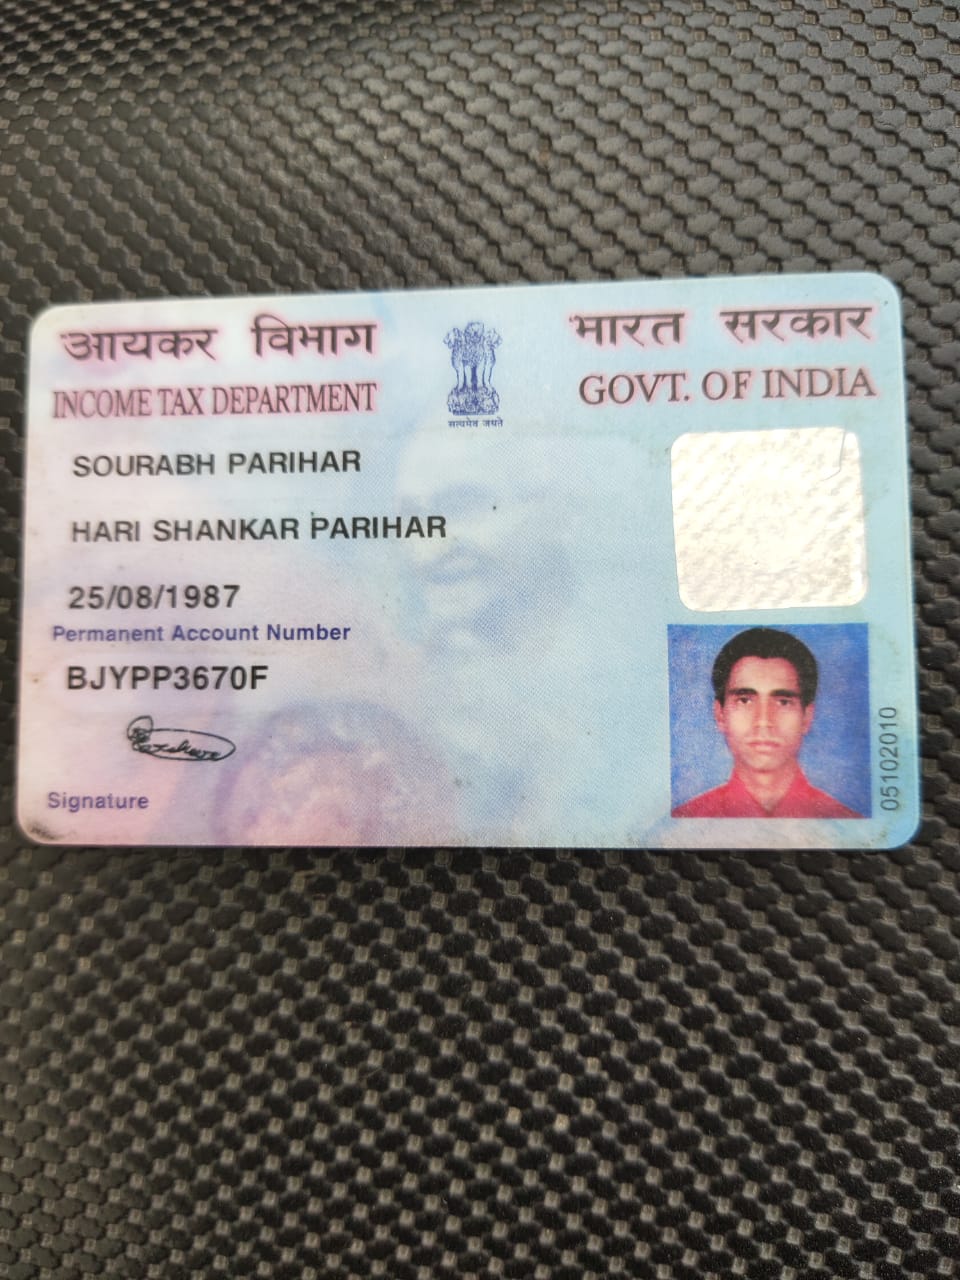 आयकर विभाग
INCOME TAX DEPARTMENT
सत्यमेव जयते
भारत सरकार
GOVT. OF INDIA
SOURABH PARIHAR
HARI SHANKAR PARIHAR
25/08/1987
Permanent Account Number
BJYPP3670F
Signature
05102010